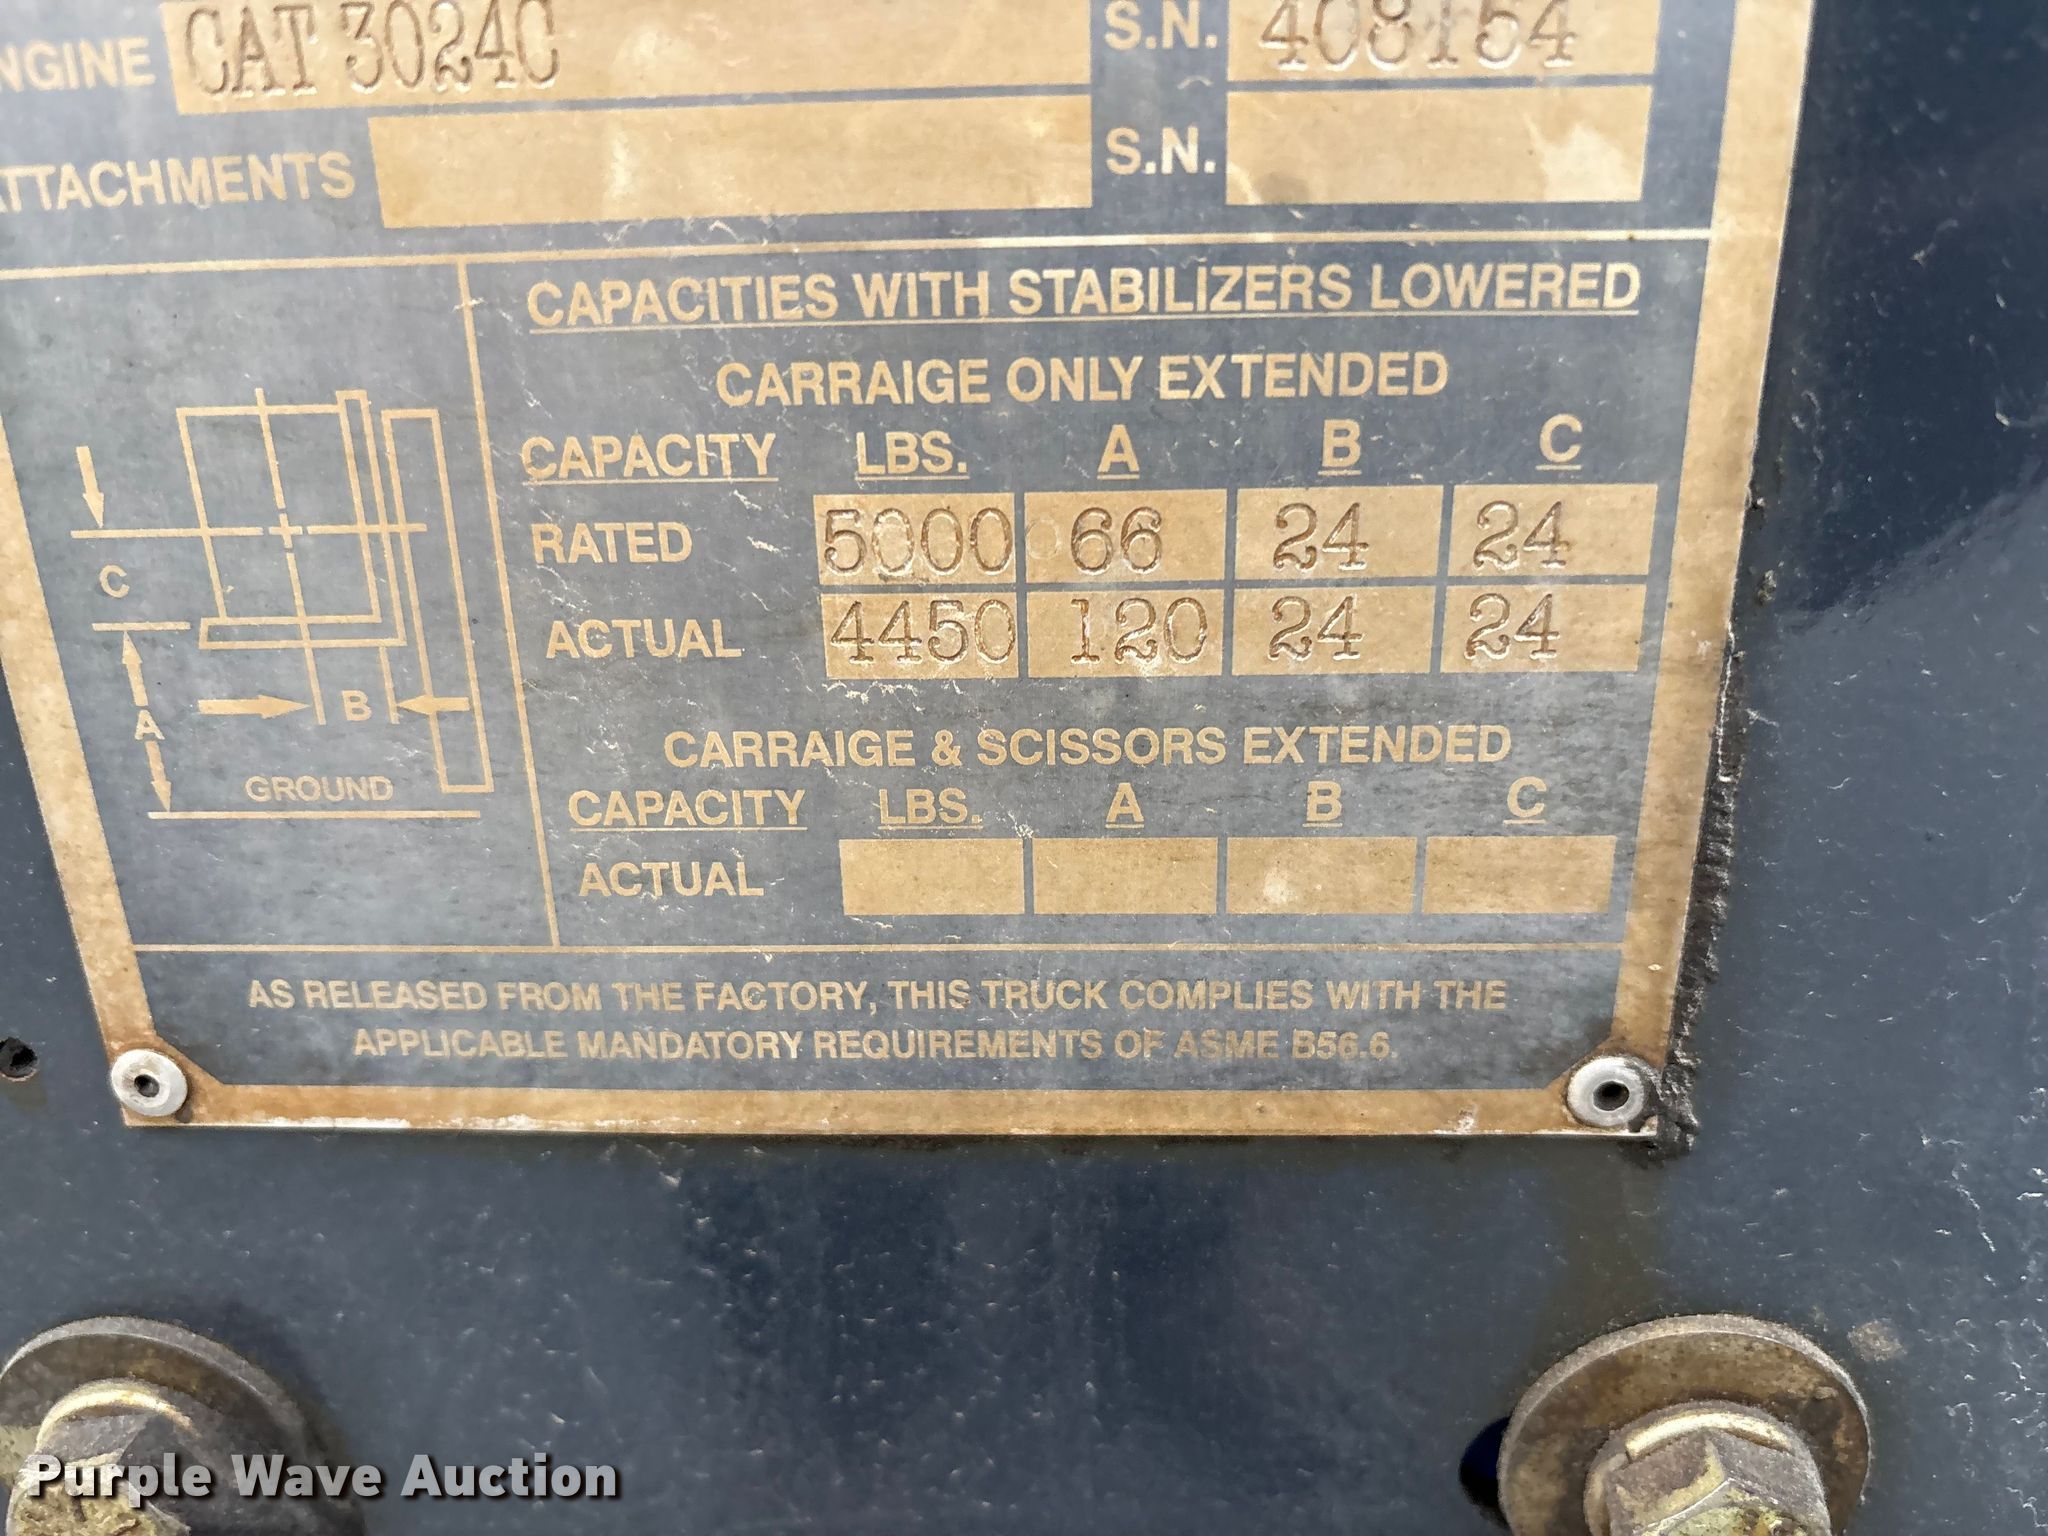 ENGINE CAT 3024C S.N. 408154
ATTACHMENTS S.N.
CAPACITIES WITH STABILIZERS LOWERED
CARRAIGE ONLY EXTENDED
CAPACITY LBS. A B C
RATED 5000 66 24 24
ACTUAL 4450 120 24 24
CARRAIGE & SCISSORS EXTENDED
CAPACITY LBS. A B C
ACTUAL
C
B
A
GROUND
AS RELEASED FROM THE FACTORY, THIS TRUCK COMPLIES WITH THE
APPLICABLE MANDATORY REQUIREMENTS OF ASME B56.6.
Purple Wave Auction